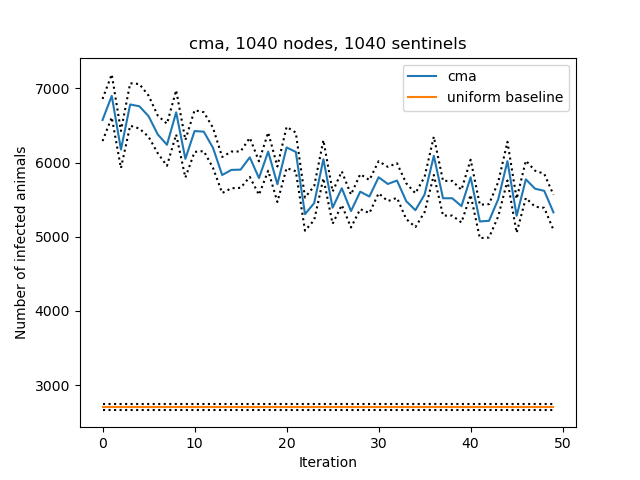 cma, 1040 nodes, 1040 sentinels
cma
uniform baseline
Number of infected animals
7000
6000
5000
4000
3000
0 10 20 30 40 50
Iteration